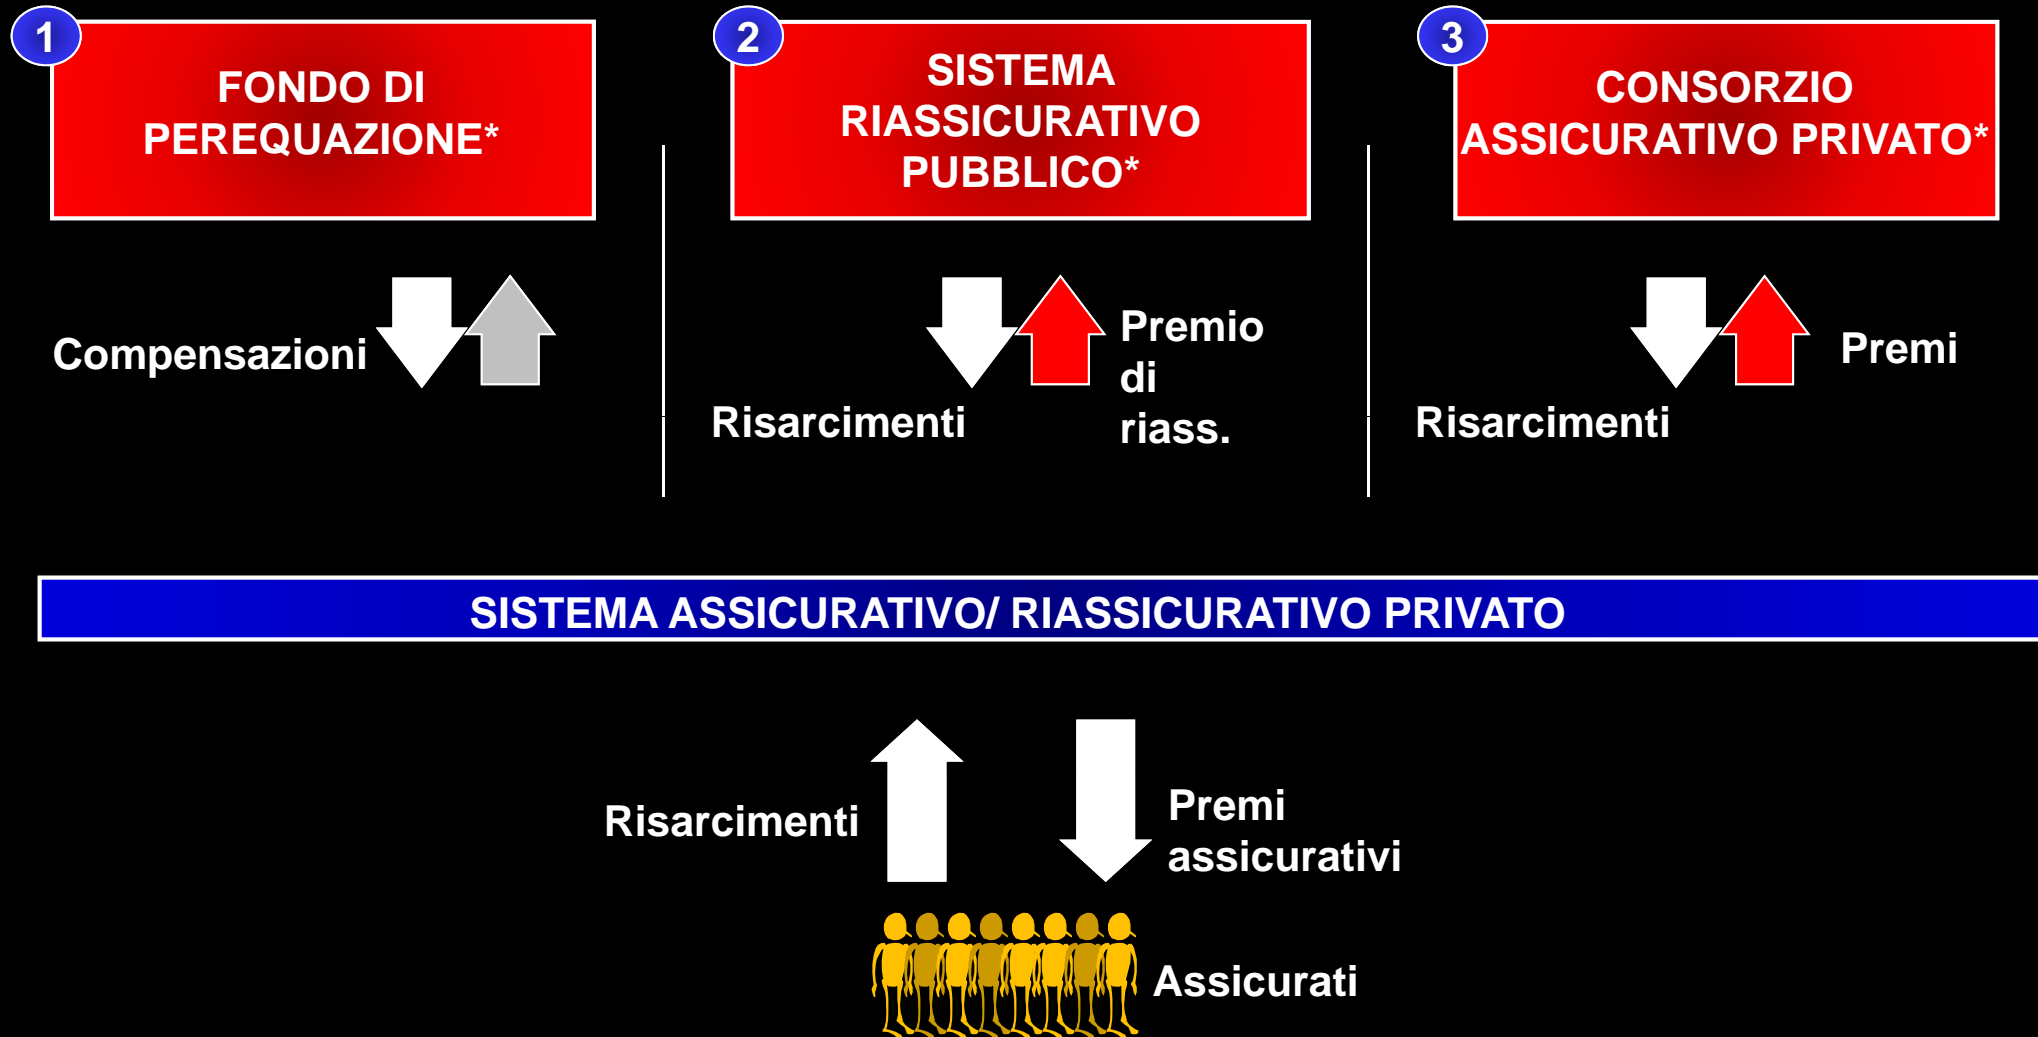 1
FONDO DI
PEREQUAZIONE*
2
SISTEMA
RIASSICURATIVO
PUBBLICO*
3
CONSORZIO
ASSICURATIVO PRIVATO*
Compensazioni
Risarcimenti
Premio
di
riass.
Risarcimenti
Premi
SISTEMA ASSICURATIVO/ RIASSICURATIVO PRIVATO
Risarcimenti
Premi
assicurativi
Assicurati